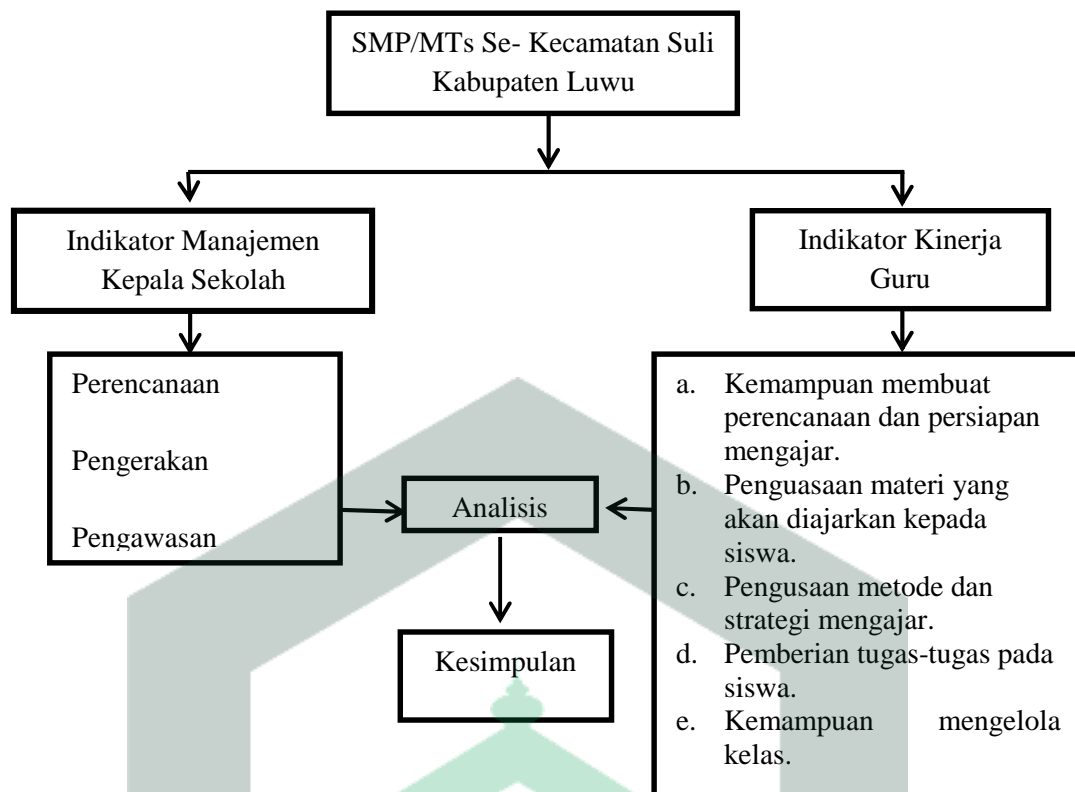 SMP/MTs Se- Kecamatan Suli
Kabupaten Luwu
Indikator Manajemen
Kepala Sekolah
Indikator Kinerja
Guru
Perencanaan
Pengerakan
Pengawasan
Analisis
Kesimpulan
a. Kemampuan membuat
perencanaan dan persiapan
mengajar.
b. Penguasaan materi yang
akan diajarkan kepada
siswa.
c. Pengusaan metode dan
strategi mengajar.
d. Pemberian tugas-tugas pada
siswa.
e. Kemampuan mengelola
kelas.